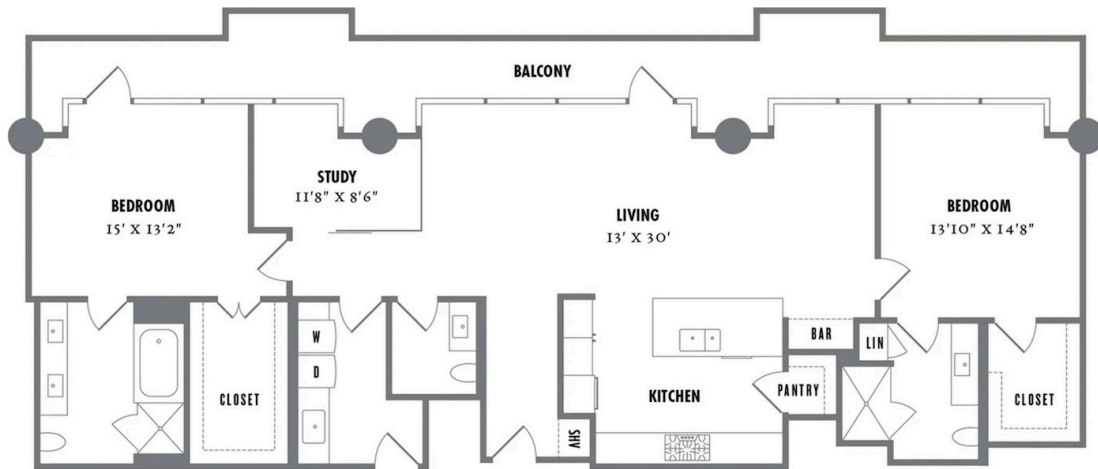 BALCONY
STUDY
11'8" X 8'6"
BEDROOM
15' X 13'2"
LIVING
13' X 30'
BEDROOM
13'10" X 14'8"
W
D
BAR
LIN
CLOSET
KITCHEN
PANTRY
CLOSET
SHV